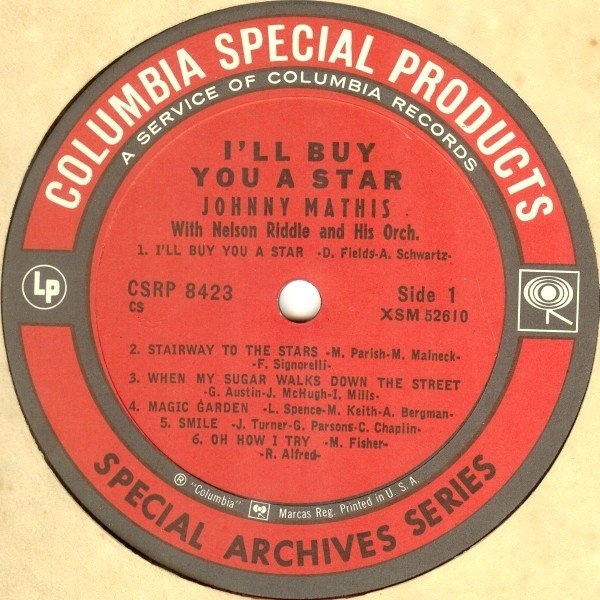 COLUMBIA SPECIAL PRODUCTS
A SERVICE OF COLUMBIA RECORDS
I'LL BUY
YOU A STAR
JOHNNY MATHIS
With Nelson Riddle and His Orch.
1. I'LL BUY YOU A STAR -D. Fields-A. Schwartz-
Lp
CSRP 8423
CS
Side 1
XSM 52610
2. STAIRWAY TO THE STARS -M. Parish-M. Malneck-
F. Signorelli-
3. WHEN MY SUGAR WALKS DOWN THE STREET
-G. Austin-J. McHugh-I. Mills-
4. MAGIC GARDEN -L. Spence-M. Keith-A. Bergman-
5. SMILE -J. Turner-G. Parsons-C. Chaplin-
6. OH HOW I TRY -M. Fisher-
-R. Alfred-
® "Columbia" Marcas Reg. Printed in U. S. A.
SPECIAL ARCHIVES SERIES